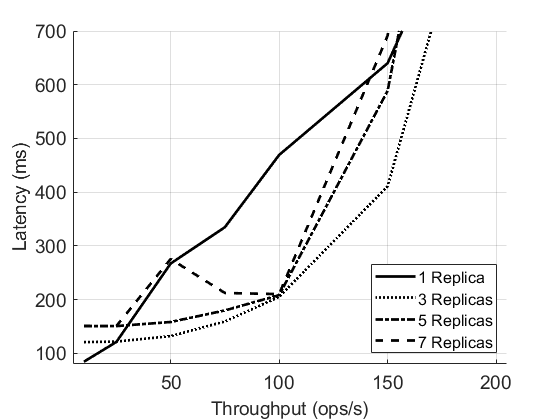 700
600
500
400
300
200
100
Latency (ms)
50
100
150
200
Throughput (ops/s)
1 Replica
3 Replicas
5 Replicas
7 Replicas